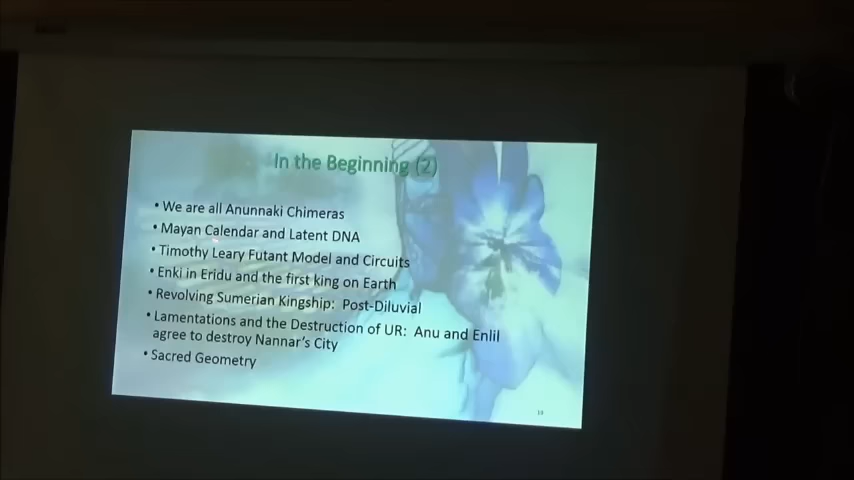 In the Beginning (2)
• We are all Anunnaki Chimeras
• Mayan Calendar and Latent DNA
• Timothy Leary Futant Model and Circuits
• Enki in Eridu and the first king on Earth
• Revolving Sumerian Kingship: Post-Diluvial
• Lamentations and the Destruction of UR: Anu and Enlil
agree to destroy Nannar's City
• Sacred Geometry